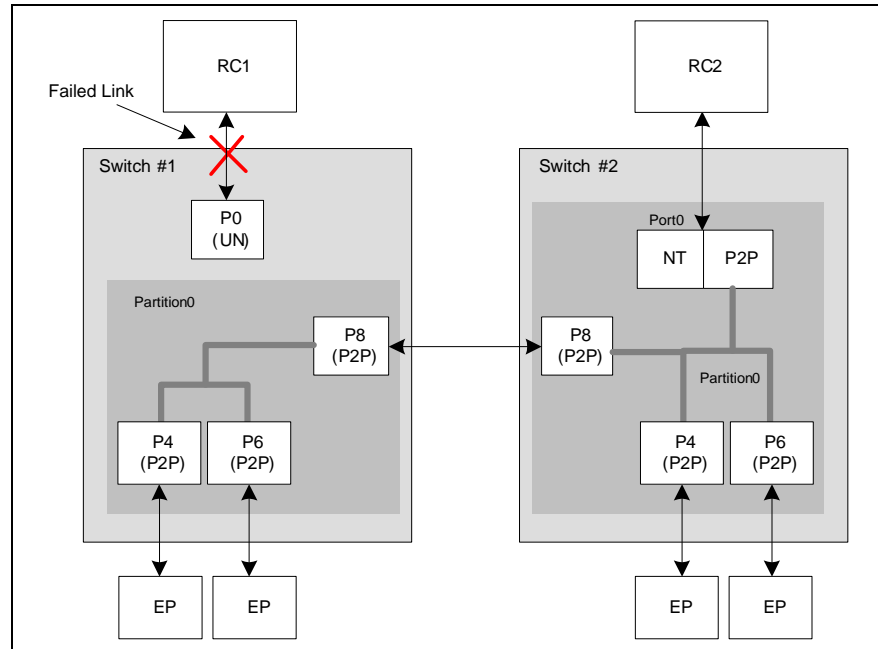 RC1
RC2
Failed Link
Switch #1
Switch #2
P0
(UN)
Port0
NT
P2P
Partition0
P8
(P2P)
P8
(P2P)
Partition0
P4
(P2P)
P6
(P2P)
P4
(P2P)
P6
(P2P)
EP
EP
EP
EP